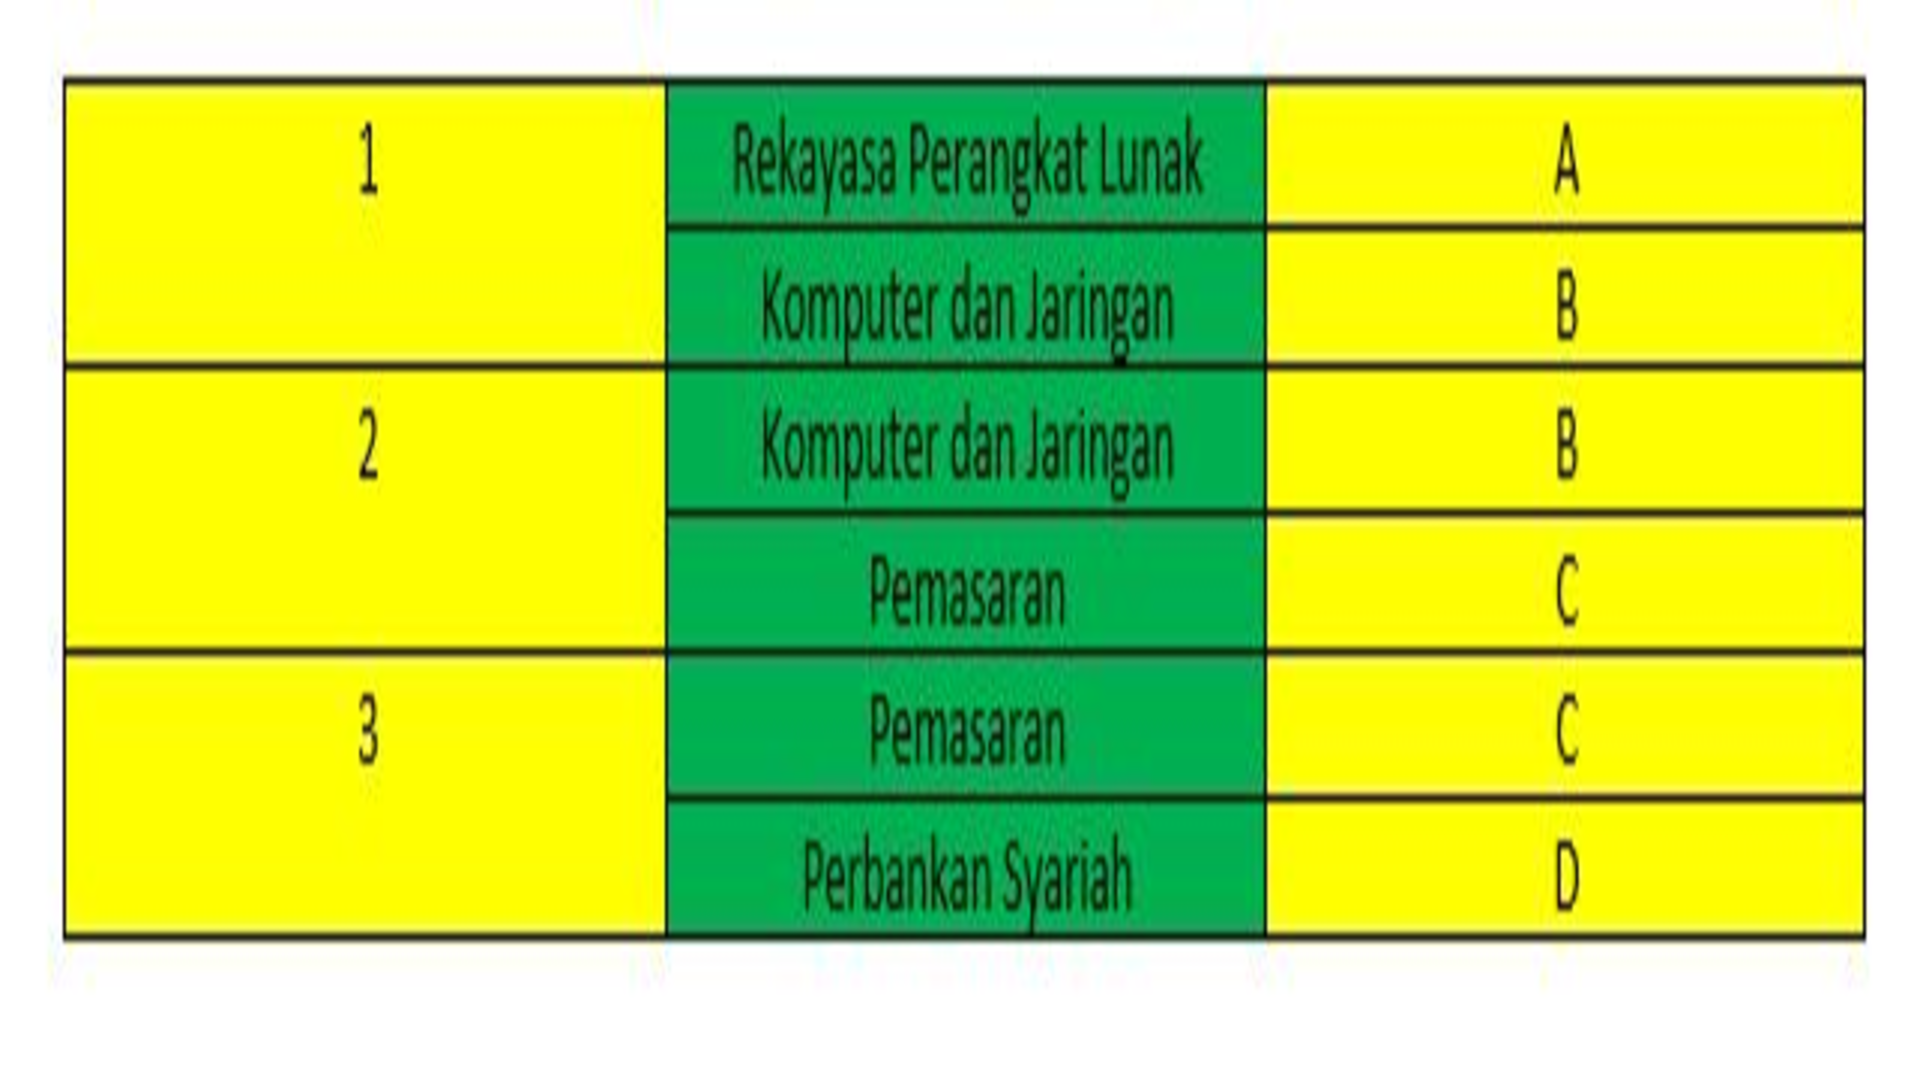 1 Rekayasa Perangkat Lunak A
Komputer dan Jaringan B
2 Komputer dan Jaringan B
Pemasaran C
3 Pemasaran C
Perbankan Syariah D